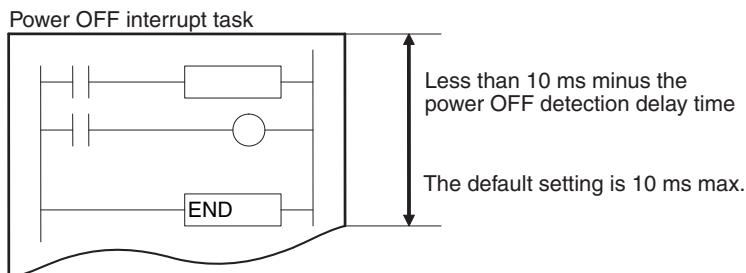 Power OFF interrupt task
Less than 10 ms minus the
power OFF detection delay time
The default setting is 10 ms max.
END